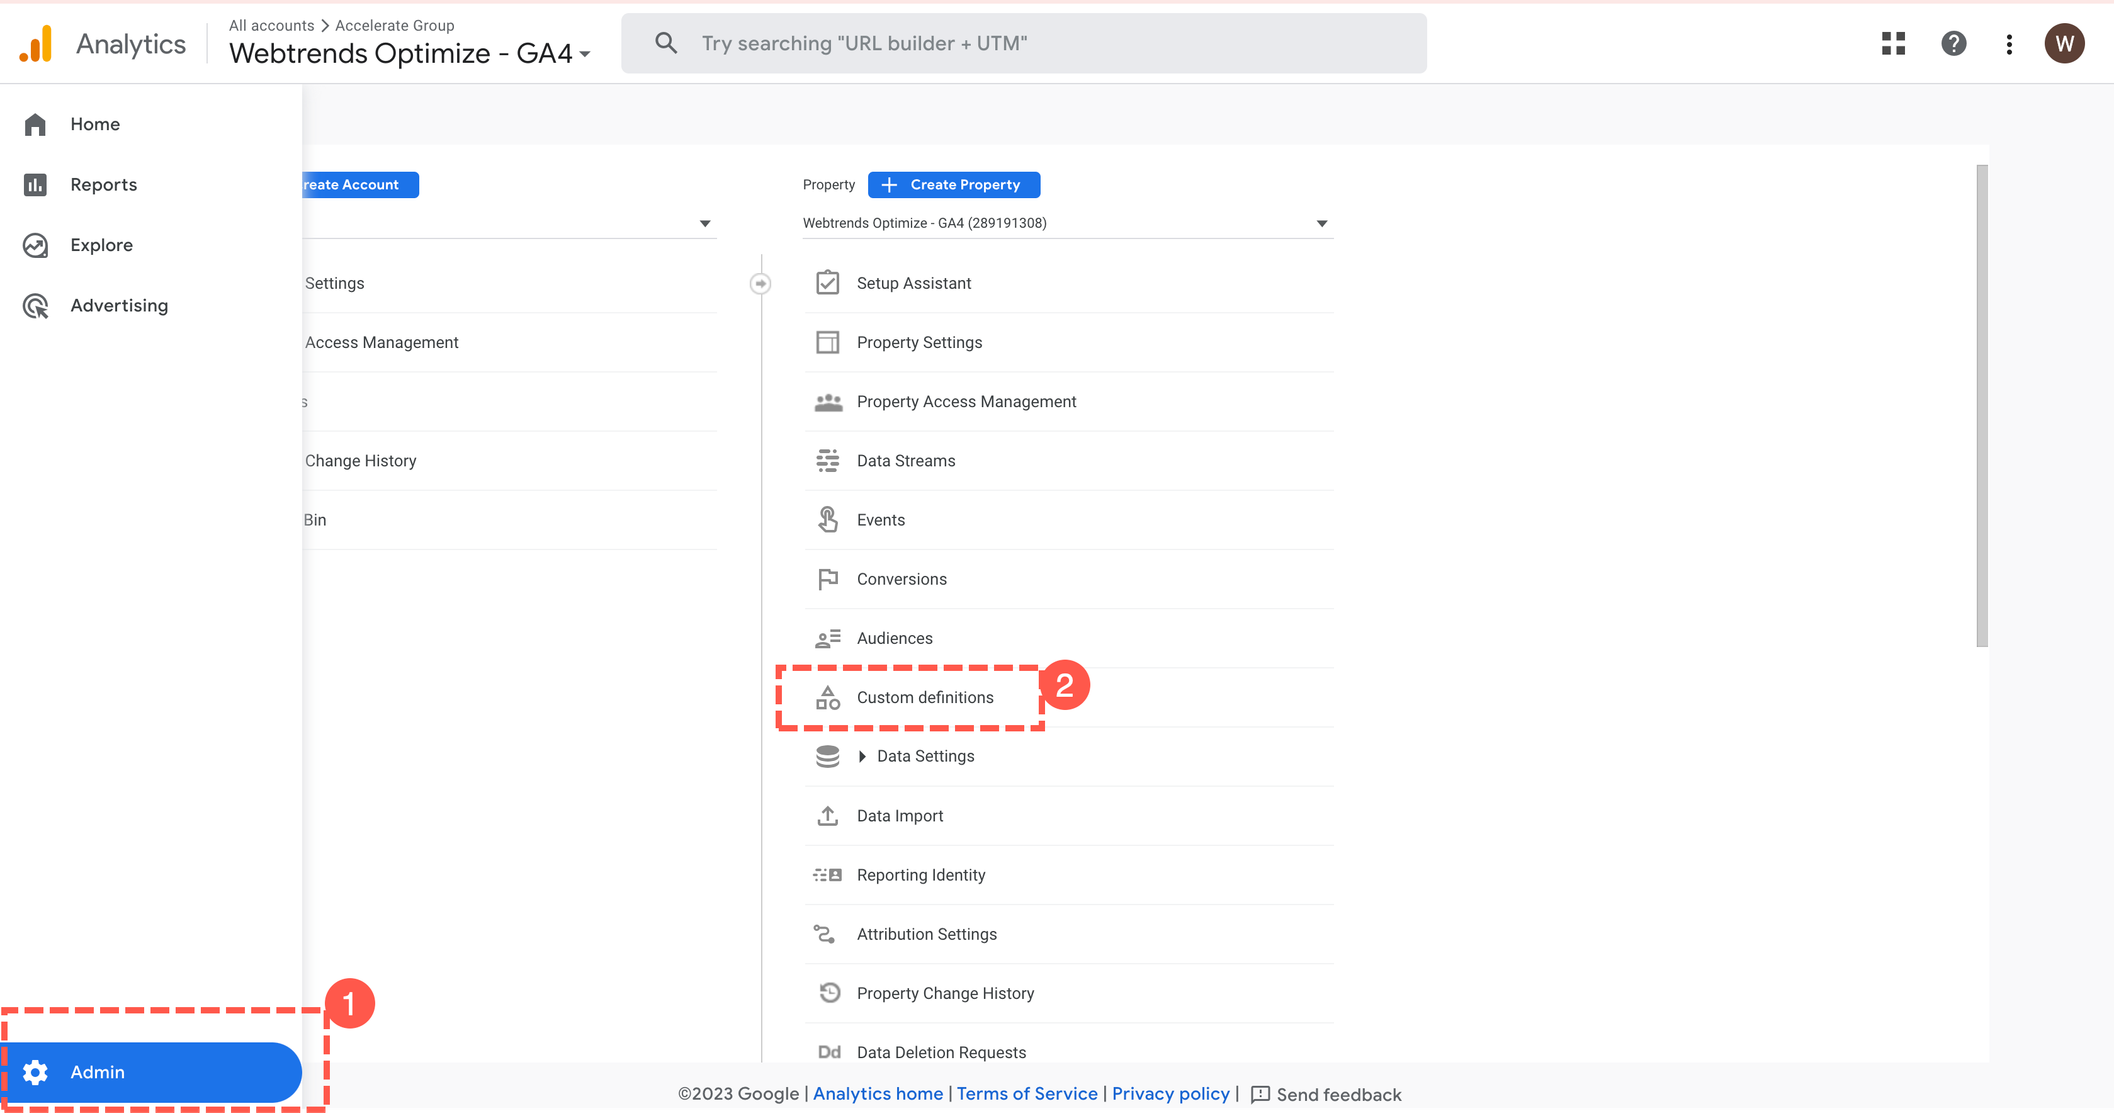 All accounts > Accelerate Group
Analytics
Webtrends Optimize - GA4
Try searching "URL builder + UTM"
W
Home
Reports
Explore
Advertising
reate Account
Settings
Access Management
s
Change History
Bin
Property
+ Create Property
Webtrends Optimize - GA4 (289191308)
Setup Assistant
Property Settings
Property Access Management
Data Streams
Events
Conversions
Audiences
Custom definitions
2
Data Settings
Data Import
Reporting Identity
Attribution Settings
Property Change History
Dd Data Deletion Requests
1
Admin
©2023 Google | Analytics home | Terms of Service | Privacy policy | Send feedback